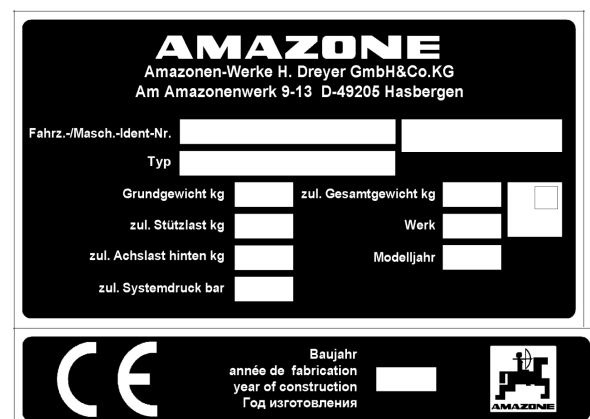 AMAZONE
Amazonen-Werke H. Dreyer GmbH&Co.KG
Am Amazonenwerk 9-13 D-49205 Hasbergen
Fahrz.-/Masch.-Ident-Nr.
Typ
Grundgewicht kg zul. Gesamtgewicht kg
zul. Stützlast kg Werk
zul. Achslast hinten kg Modelljahr
zul. Systemdruck bar
CE
Baujahr
année de fabrication
year of construction
Год изготовления
AMAZONE